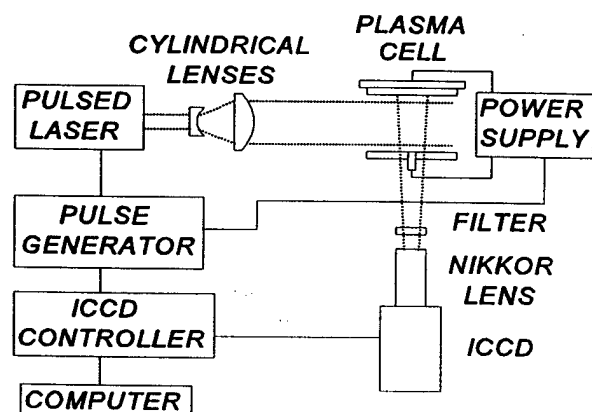 PLASMA
CELL
CYLINDRICAL
LENSES
PULSED
LASER
POWER
SUPPLY
PULSE
GENERATOR
FILTER
NIKKOR
LENS
ICCD
CONTROLLER
ICCD
COMPUTER